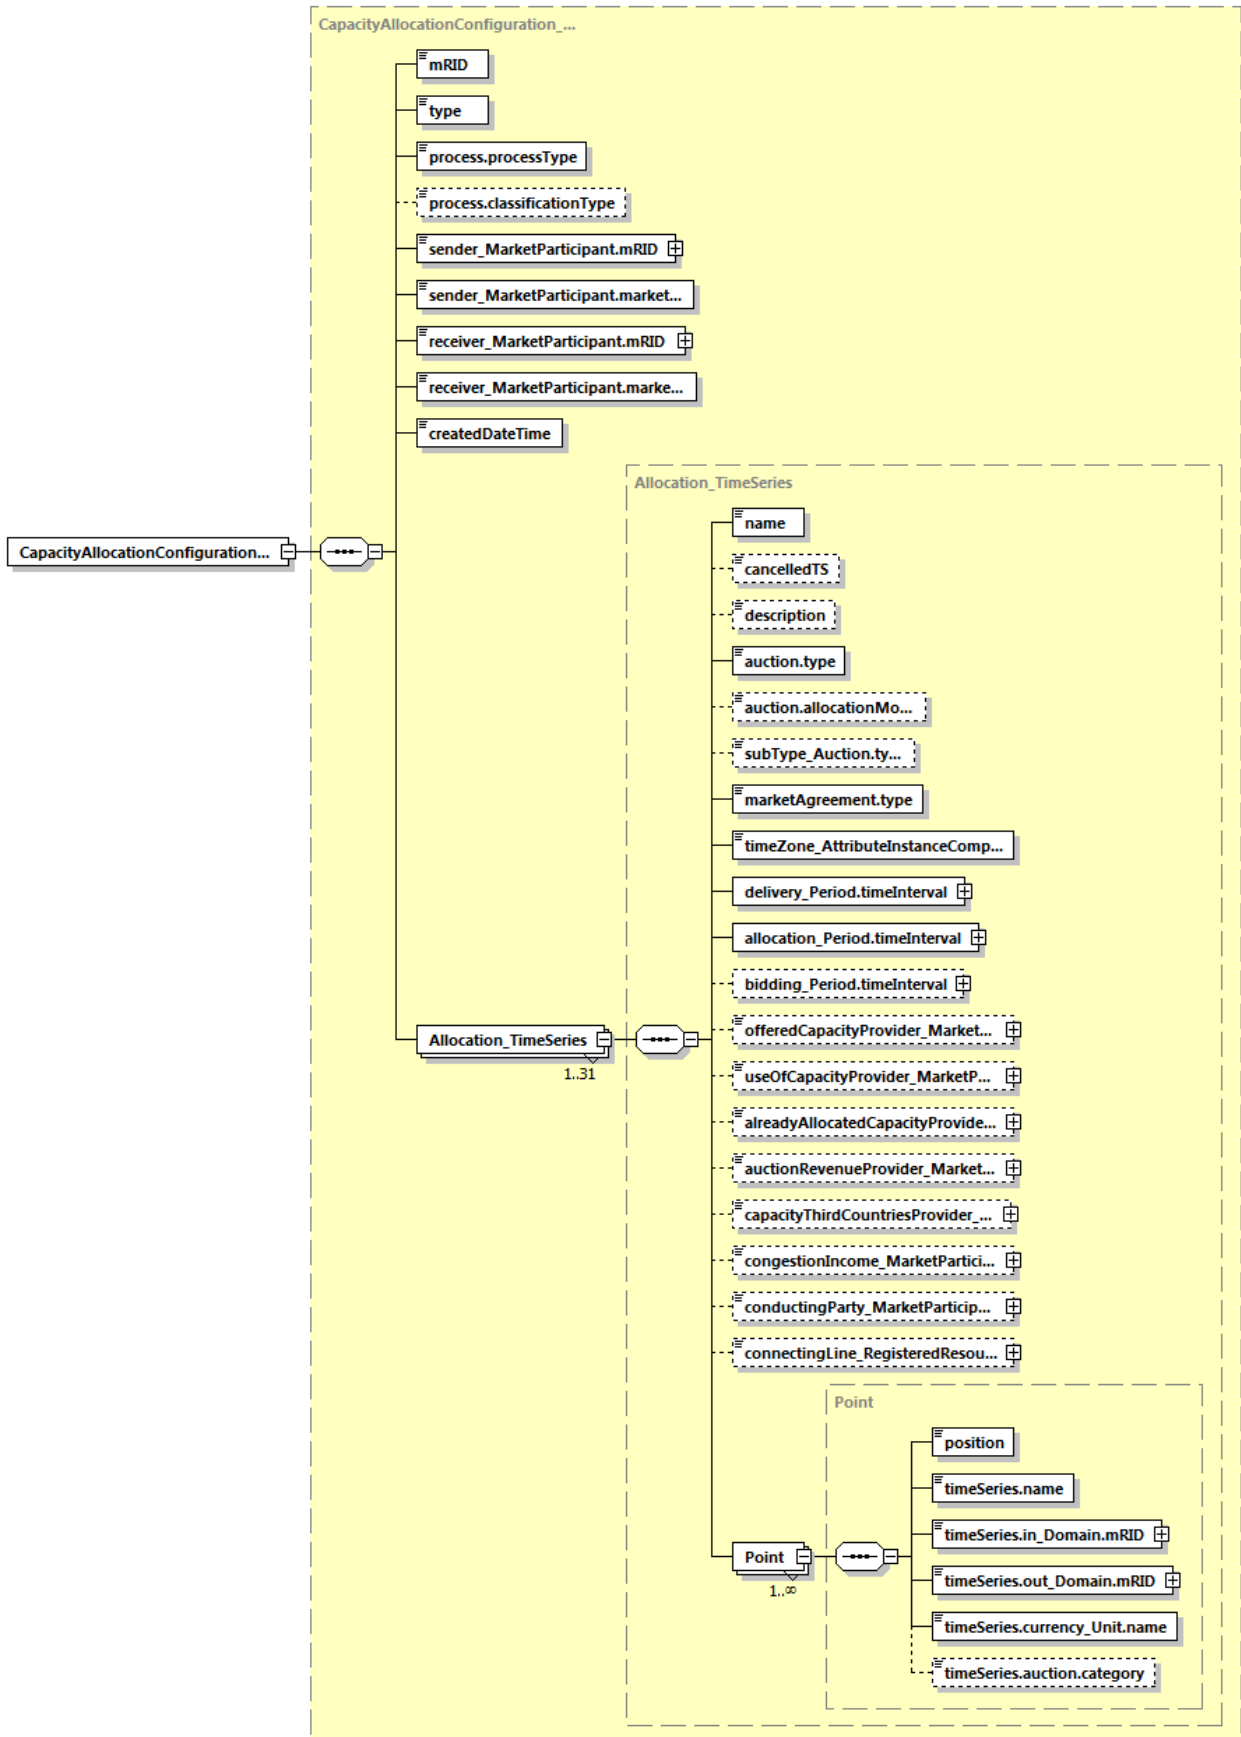 CapacityAllocationConfiguration_...
mRID
type
process.processType
process.classificationType
sender_MarketParticipant.mRID
sender_MarketParticipant.market...
receiver_MarketParticipant.mRID
receiver_MarketParticipant.marke...
createdDateTime
Allocation_TimeSeries
name
CapacityAllocationConfiguration...
cancelledTS
description
auction.type
auction.allocationMo...
subType_Auction.ty...
marketAgreement.type
timeZone_AttributeInstanceComp...
delivery_Period.timeInterval
allocation_Period.timeInterval
bidding_Period.timeInterval
offeredCapacityProvider_Market...
Allocation_TimeSeries
1..31
useOfCapacityProvider_MarketP...
alreadyAllocatedCapacityProvide...
auctionRevenueProvider_Market...
capacityThirdCountriesProvider_...
congestionIncome_MarketPartici...
conductingParty_MarketParticip...
connectingLine_RegisteredResou...
Point
position
timeSeries.name
timeSeries.in_Domain.mRID
Point
1..∞
timeSeries.out_Domain.mRID
timeSeries.currency_Unit.name
timeSeries.auction.category